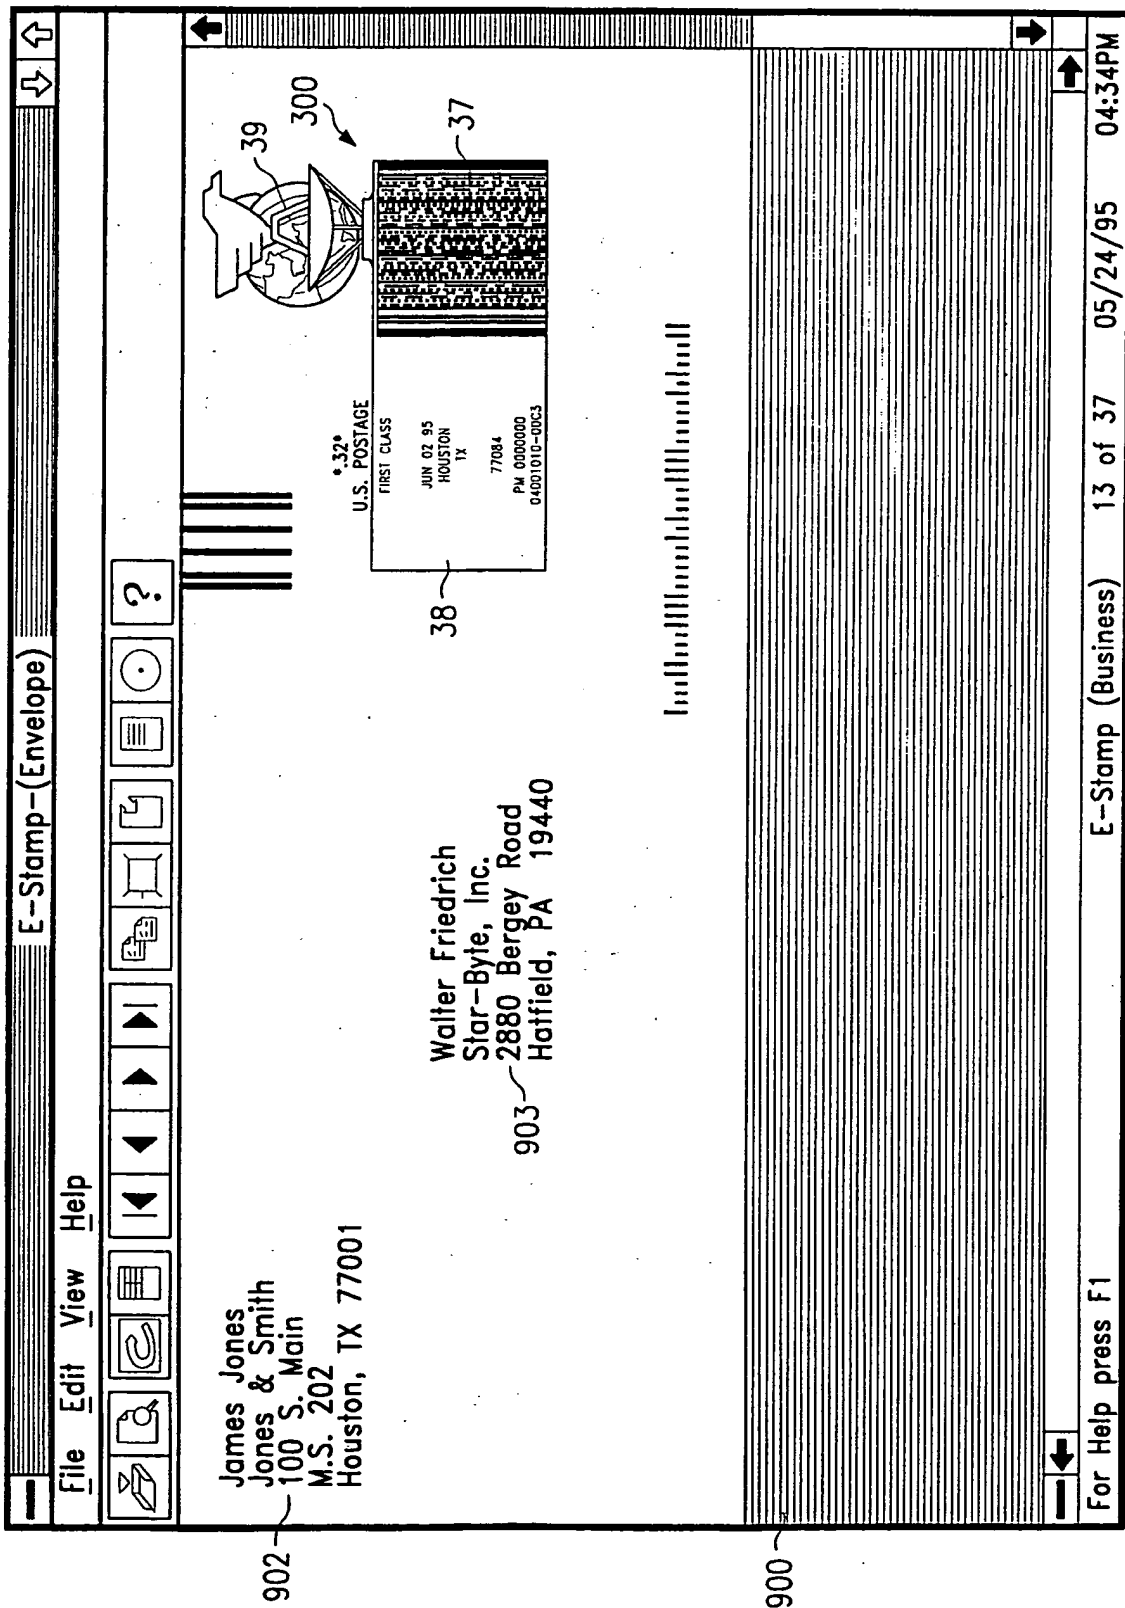 E-Stamp-(Envelope)
File Edit View Help
?
James Jones
Jones & Smith
100 S. Main
M.S. 202
Houston, TX 77001
902
*.32*
U.S. POSTAGE
FIRST CLASS
JUN 02 95
HOUSTON
TX
77084
PM 0000000
04001010-00C3
39
300
37
38
Walter Friedrich
Star-Byte, Inc.
2880 Bergey Road
Hatfield, PA 19440
903
900
For Help press F1 E-Stamp (Business) 13 of 37 05/24/95 04:34PM